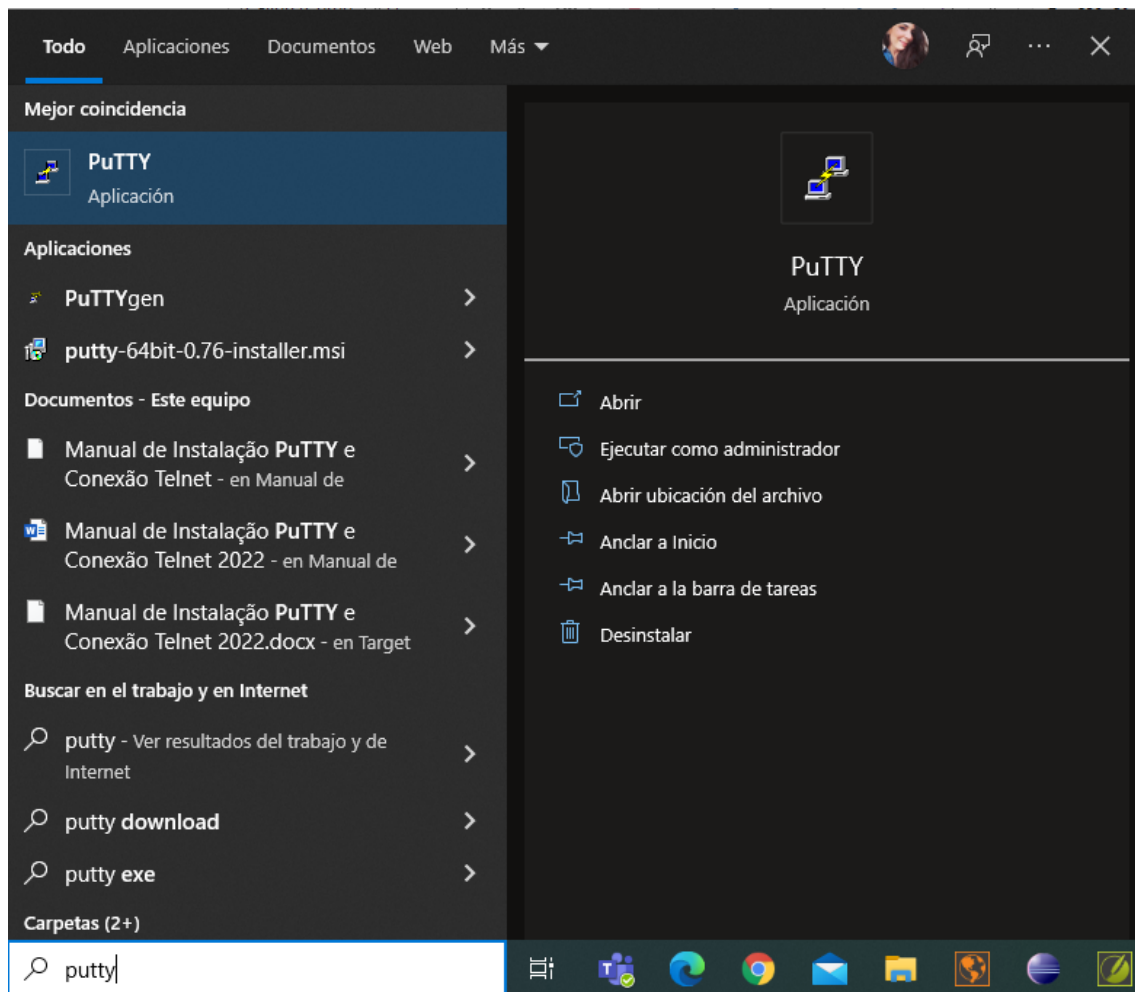 Todo Aplicaciones Documentos Web Más
Mejor coincidencia
PuTTY
Aplicación
Aplicaciones
PuTTYgen
putty-64bit-0.76-installer.msi
Documentos - Este equipo
Manual de Instalação PuTTY e
Conexão Telnet - en Manual de
Manual de Instalação PuTTY e
Conexão Telnet 2022 - en Manual de
Manual de Instalação PuTTY e
Conexão Telnet 2022.docx - en Target
Buscar en el trabajo y en Internet
putty - Ver resultados del trabajo y de
Internet
putty download
putty exe
Carpetas (2+)
putty
PuTTY
Aplicación
Abrir
Ejecutar como administrador
Abrir ubicación del archivo
Anclar a Inicio
Anclar a la barra de tareas
Desinstalar